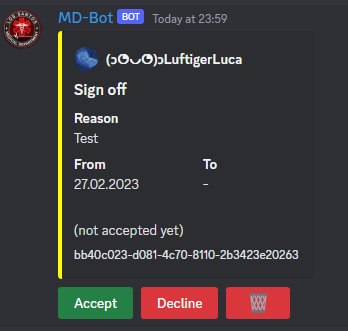 MD-Bot BOT Today at 23:59
(ɔ◔◡◔)ɔLuftigerLuca
Sign off
Reason
Test
From To
27.02.2023 -
(not accepted yet)
bb40c023-d081-4c70-8110-2b3423e20263
Accept Decline